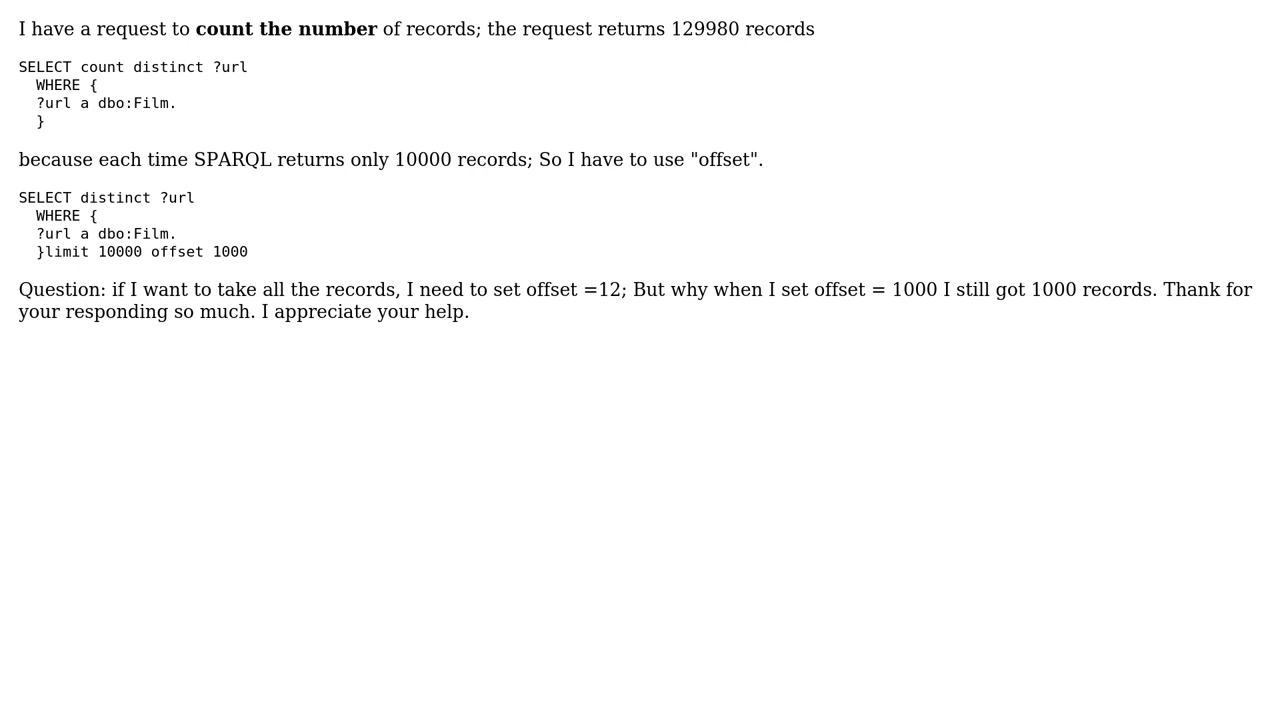 I have a request to count the number of records; the request returns 129980 records
SELECT count distinct ?url
  WHERE {
  ?url a dbo:Film.
  }
because each time SPARQL returns only 10000 records; So I have to use "offset".
SELECT distinct ?url
  WHERE {
  ?url a dbo:Film.
  }limit 10000 offset 1000
Question: if I want to take all the records, I need to set offset =12; But why when I set offset = 1000 I still got 1000 records. Thank for
your responding so much. I appreciate your help.